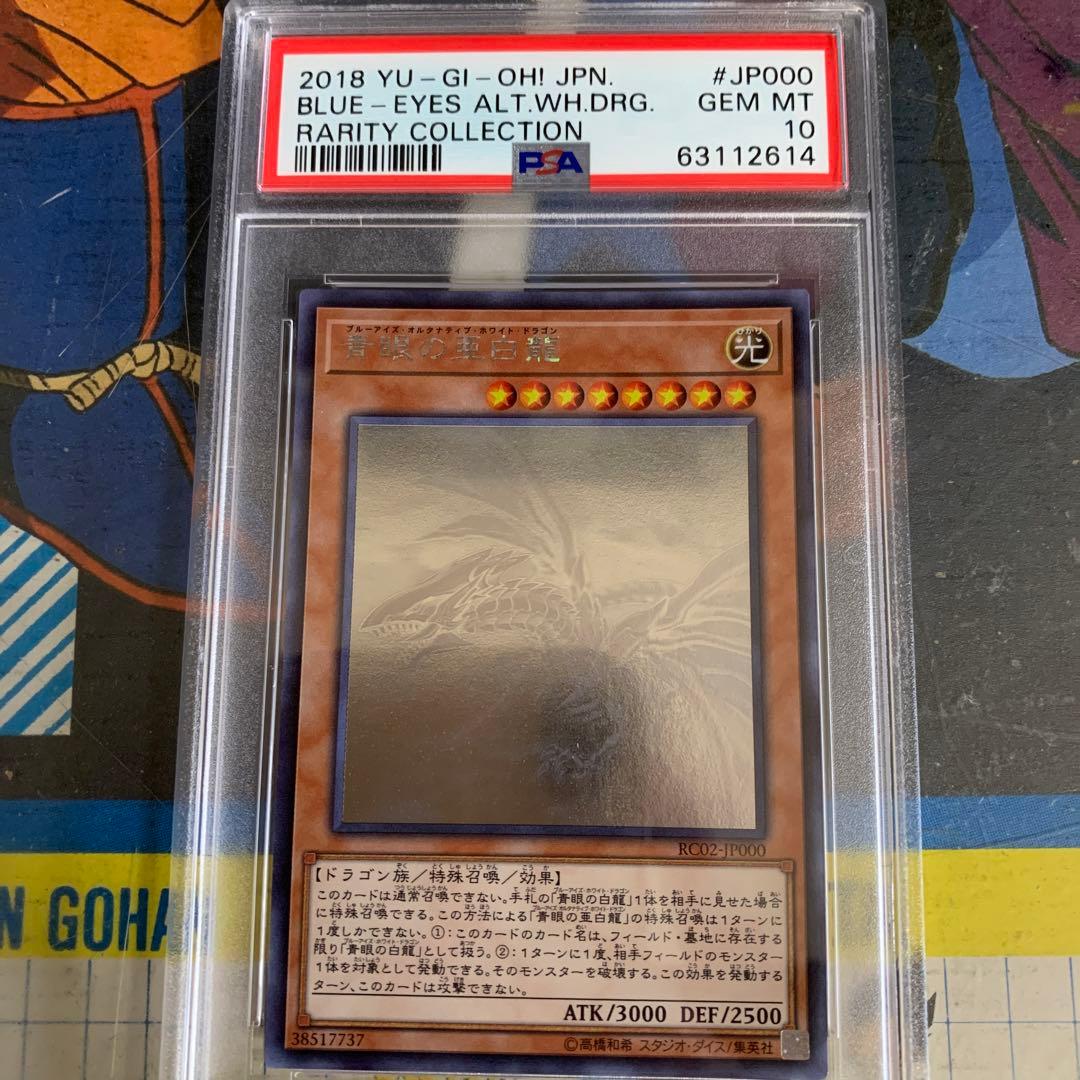 2018 YU-GI-OH! JPN. #JP000
BLUE-EYES ALT.WH.DRG. GEM MT
RARITY COLLECTION 10
PSA 63112614
ブルーアイズ・オルタナティブ・ホワイト・ドラゴン
青眼の亜白龍
ひかり
光
RC02-JP000
【ドラゴン族／特殊召喚／効果】
このカードは通常召喚できない。手札の「青眼の白龍」1体を相手に見せた場合
に特殊召喚できる。この方法による「青眼の亜白龍」の特殊召喚は1ターンに
1度しかできない。①：このカードのカード名は、フィールド・墓地に存在する
限り「青眼の白龍」として扱う。②：1ターンに1度、相手フィールドのモンスター
1体を対象として発動できる。そのモンスターを破壊する。この効果を発動する
ターン、このカードは攻撃できない。
ATK/3000 DEF/2500
38517737 ©高橋和希 スタジオ・ダイス/集英社
N GOHA